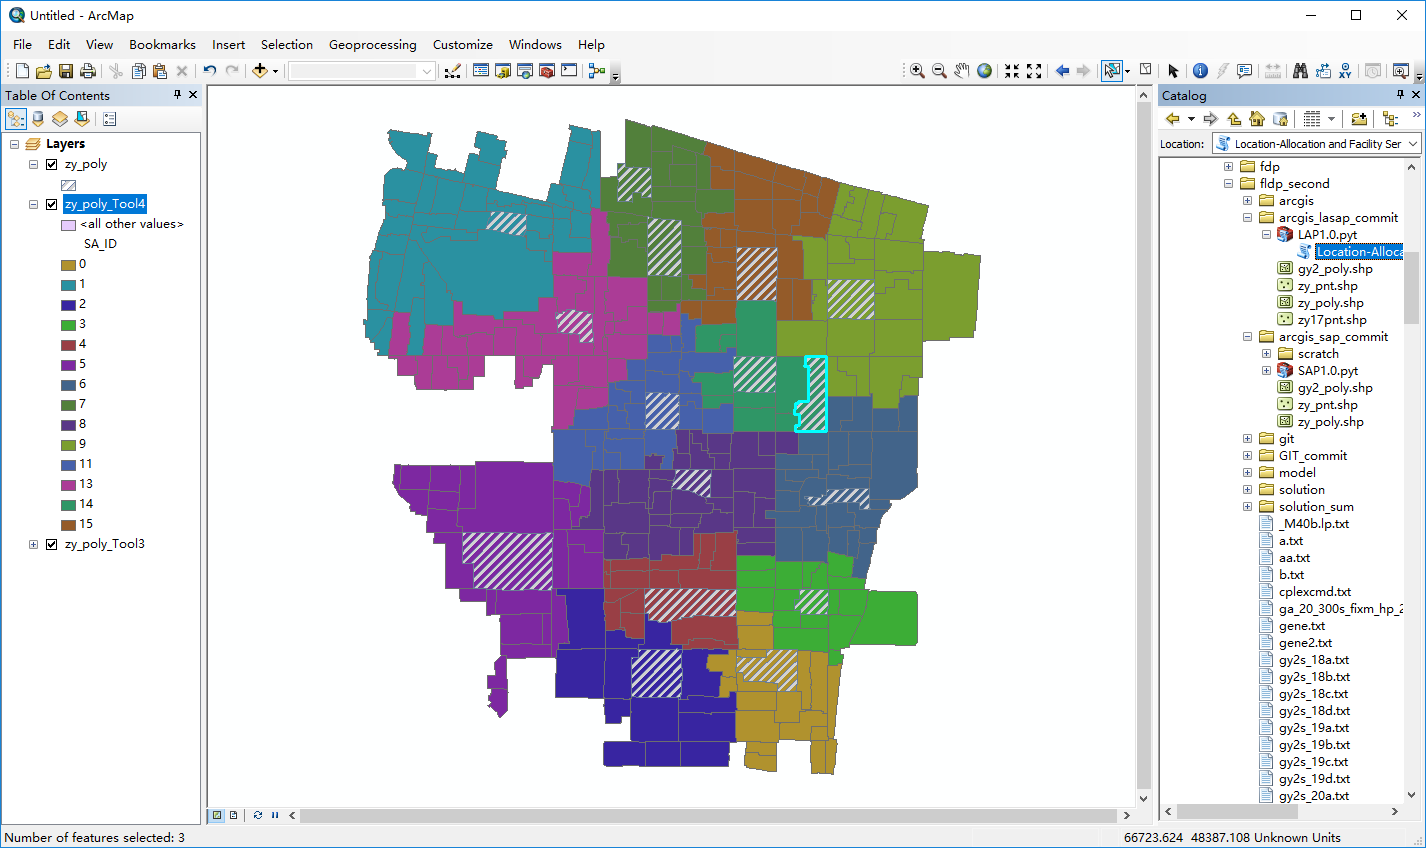 Untitled - ArcMap
File Edit View Bookmarks Insert Selection Geoprocessing Customize Windows Help
Table Of Contents
Layers
zy_poly
zy_poly_Tool4
<all other values>
SA_ID
0
1
2
3
4
5
6
7
8
9
11
13
14
15
zy_poly_Tool3
Catalog
Location: Location-Allocation and Facility Ser
fdp
fldp_second
arcgis
arcgis_lasap_commit
LAP1.0.pyt
Location-Alloca
gy2_poly.shp
zy_pnt.shp
zy_poly.shp
zy17pnt.shp
arcgis_sap_commit
scratch
SAP1.0.pyt
gy2_poly.shp
zy_pnt.shp
zy_poly.shp
git
GIT_commit
model
solution
solution_sum
_M40b.lp.txt
a.txt
aa.txt
b.txt
cplexcmd.txt
ga_20_300s_fixm_hp_2
gene.txt
gene2.txt
gy2s_18a.txt
gy2s_18b.txt
gy2s_18c.txt
gy2s_18d.txt
gy2s_19a.txt
gy2s_19b.txt
gy2s_19c.txt
gy2s_19d.txt
gy2s_20a.txt
Number of features selected: 3
66723.624 48387.108 Unknown Units